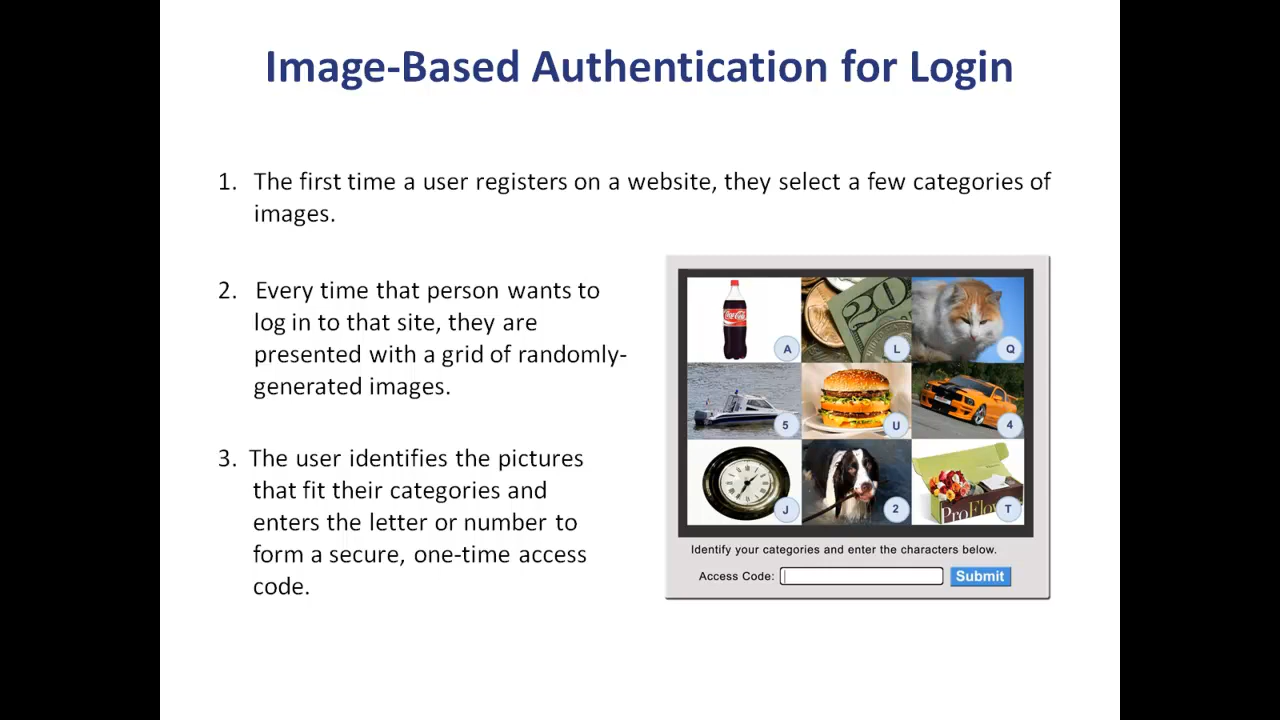 Image-Based Authentication for Login
1. The first time a user registers on a website, they select a few categories of
images.
2. Every time that person wants to
log in to that site, they are
presented with a grid of randomly-
generated images.
3. The user identifies the pictures
that fit their categories and
enters the letter or number to
form a secure, one-time access
code.
Coca-Cola
20
A L Q
5 U 4
ProFlow
J 2 T
Identify your categories and enter the characters below.
Access Code: Submit